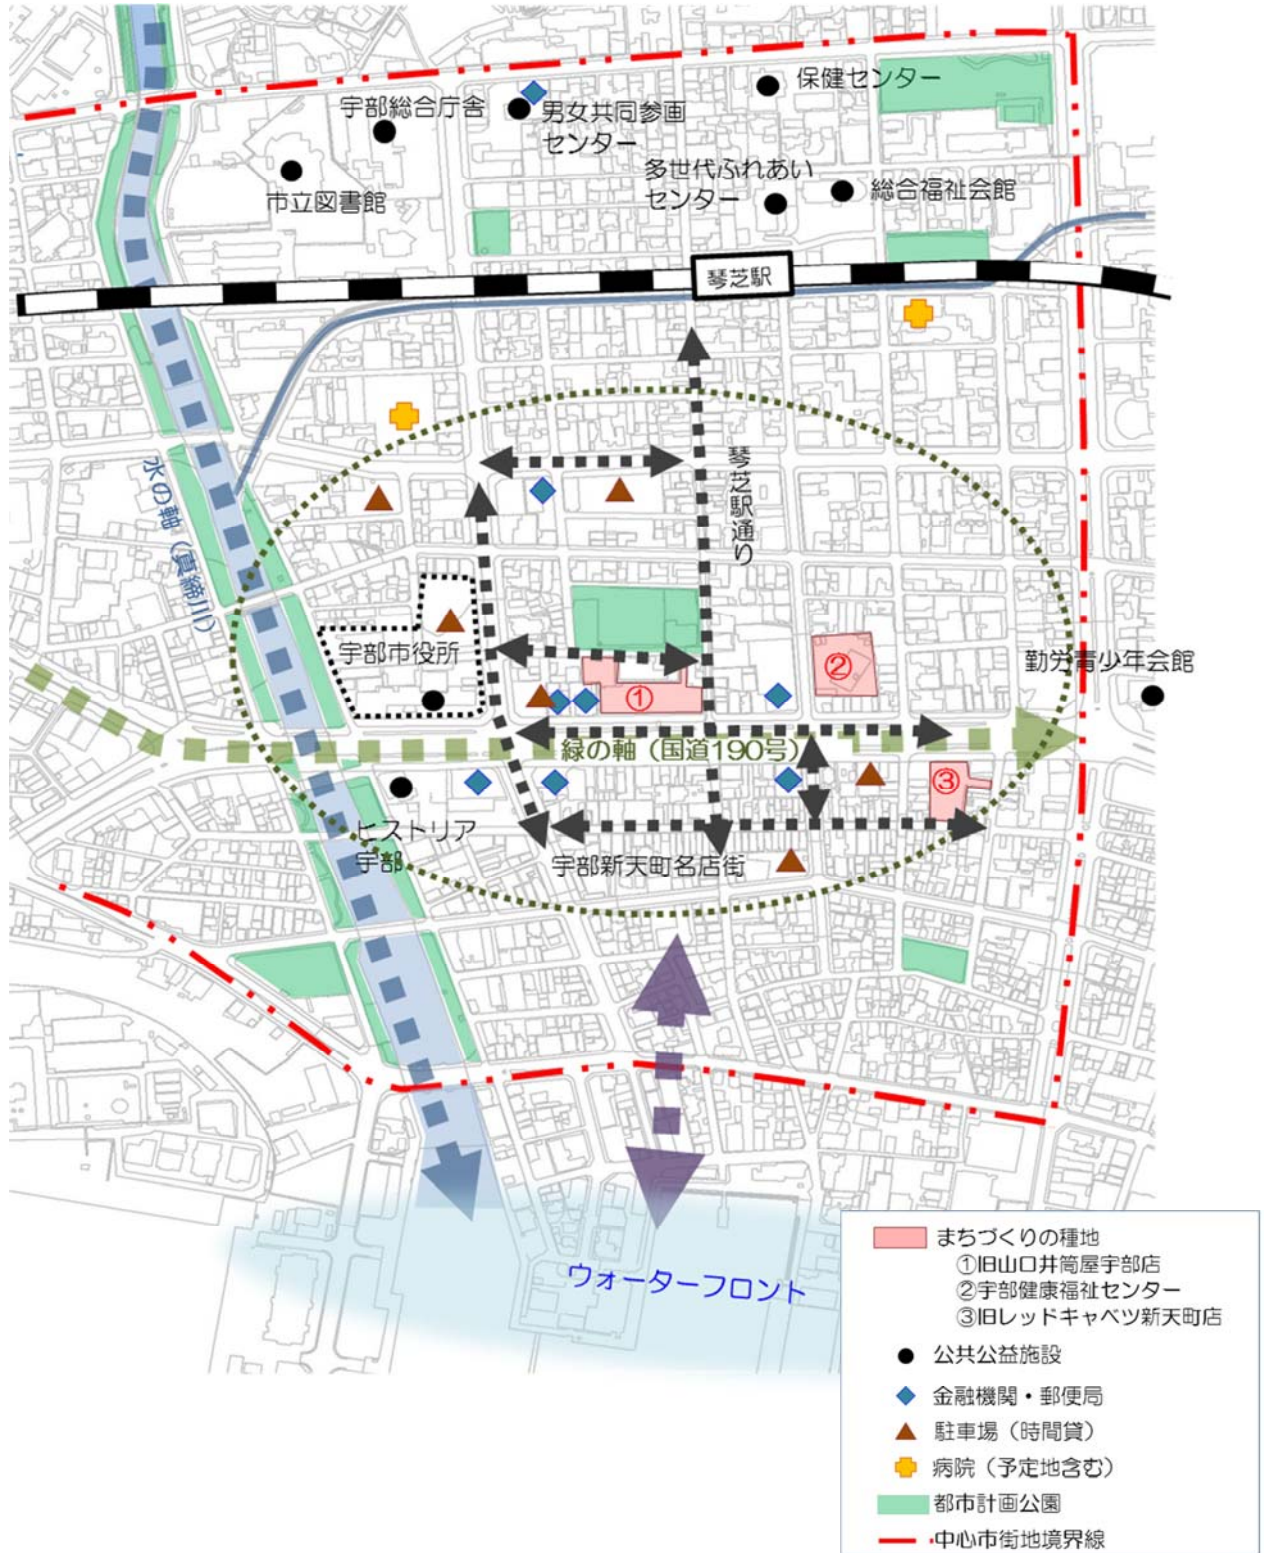 保健センター
宇部総合庁舎
男女共同参画
センター
多世代ふれあい
センター
総合福祉会館
市立図書館
琴芝駅
琴芝駅通り
水の軸（真締川）
宇部市役所
①
②
勤労青少年会館
緑の軸（国道190号）
③
ヒストリア
宇部
宇部新天町名店街
ウォーターフロント
まちづくりの種地
①旧山口井筒屋宇部店
②宇部健康福祉センター
③旧レッドキャベツ新天町店
公共公益施設
金融機関・郵便局
駐車場（時間貸）
病院（予定地含む）
都市計画公園
中心市街地境界線